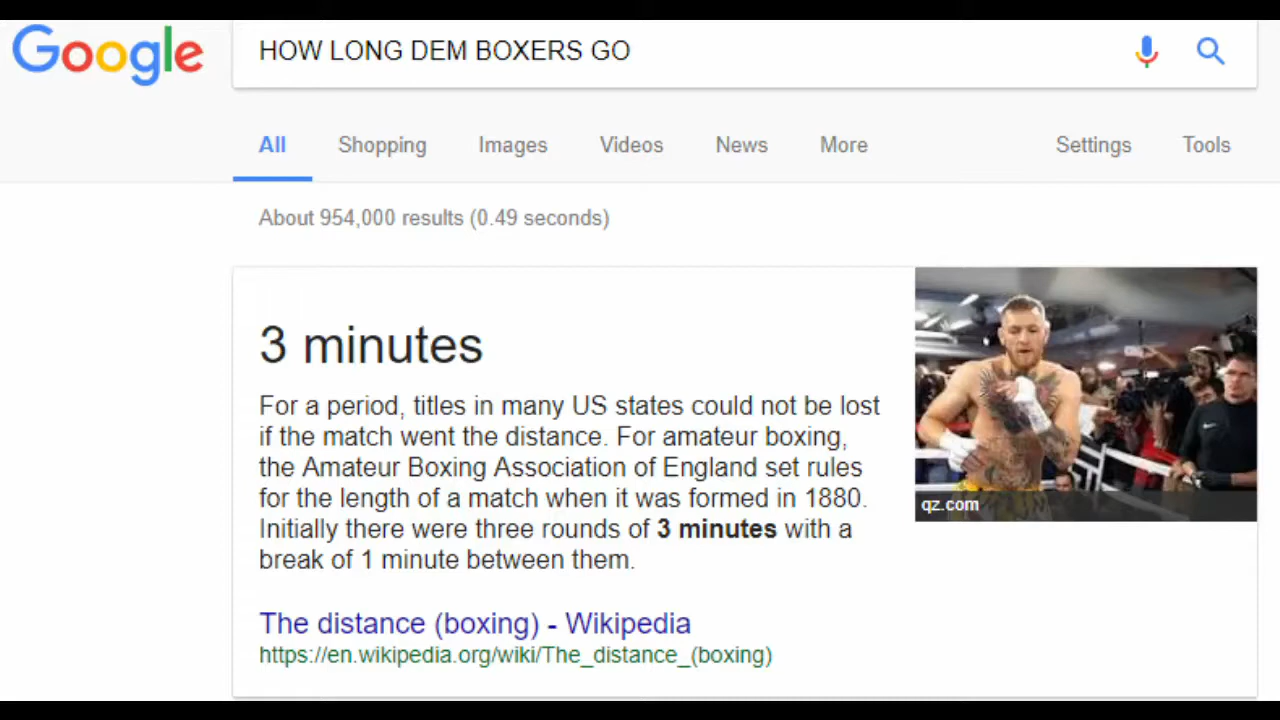 Google
HOW LONG DEM BOXERS GO
All Shopping Images Videos News More Settings Tools
About 954,000 results (0.49 seconds)
3 minutes
For a period, titles in many US states could not be lost
if the match went the distance. For amateur boxing,
the Amateur Boxing Association of England set rules
for the length of a match when it was formed in 1880.
Initially there were three rounds of 3 minutes with a
break of 1 minute between them.
qz.com
The distance (boxing) - Wikipedia
https://en.wikipedia.org/wiki/The_distance_(boxing)